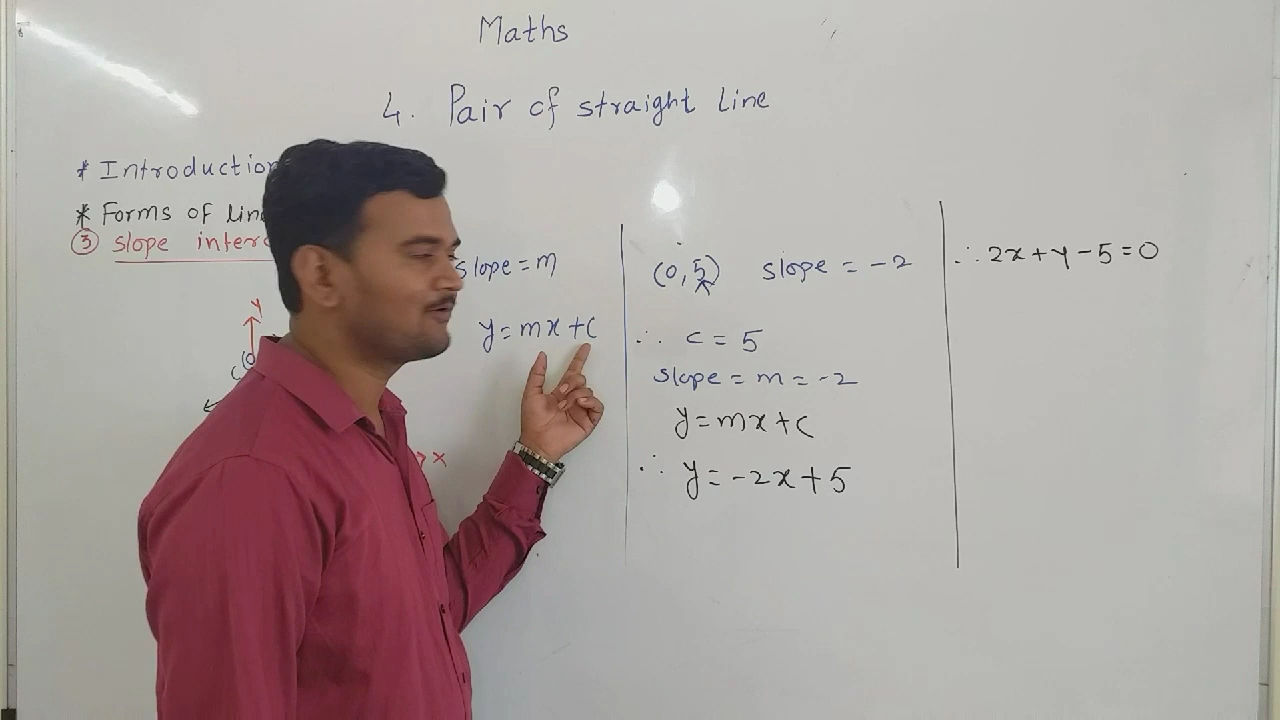 Maths
4. Pair of straight Line
* Introduction
* Forms of line
③ slope interc
Y
X
slope = m
y = mx + c
(0, 5) slope = -2
∴ c = 5
slope = m = -2
y = mx + c
∴ y = -2x + 5
∴ 2x + y - 5 = 0